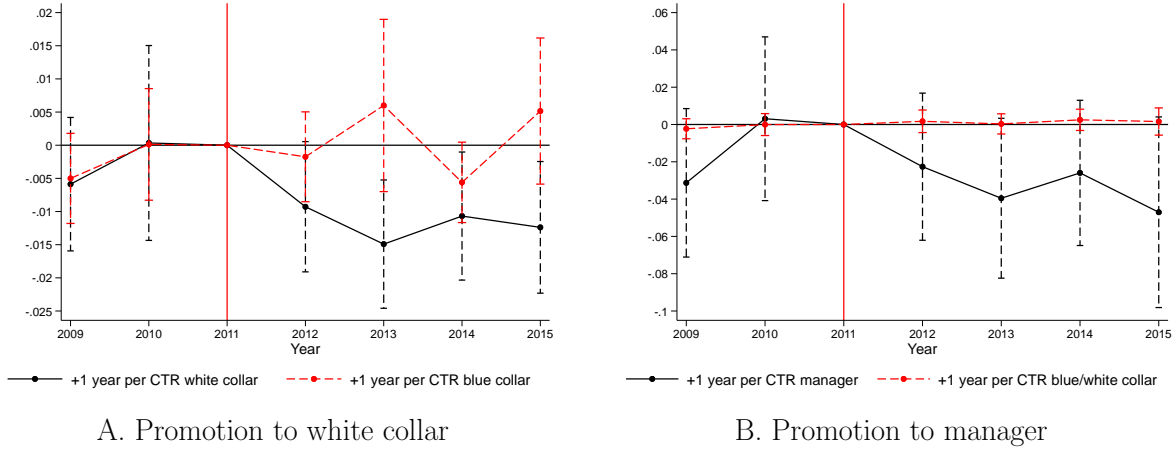 .02
.015
.01
.005
0
-.005
-.01
-.015
-.02
-.025
2009 2010 2011 2012 2013 2014 2015
Year
+1 year per CTR white collar +1 year per CTR blue collar
A. Promotion to white collar
.06
.04
.02
0
-.02
-.04
-.06
-.08
-.1
2009 2010 2011 2012 2013 2014 2015
Year
+1 year per CTR manager +1 year per CTR blue/white collar
B. Promotion to manager